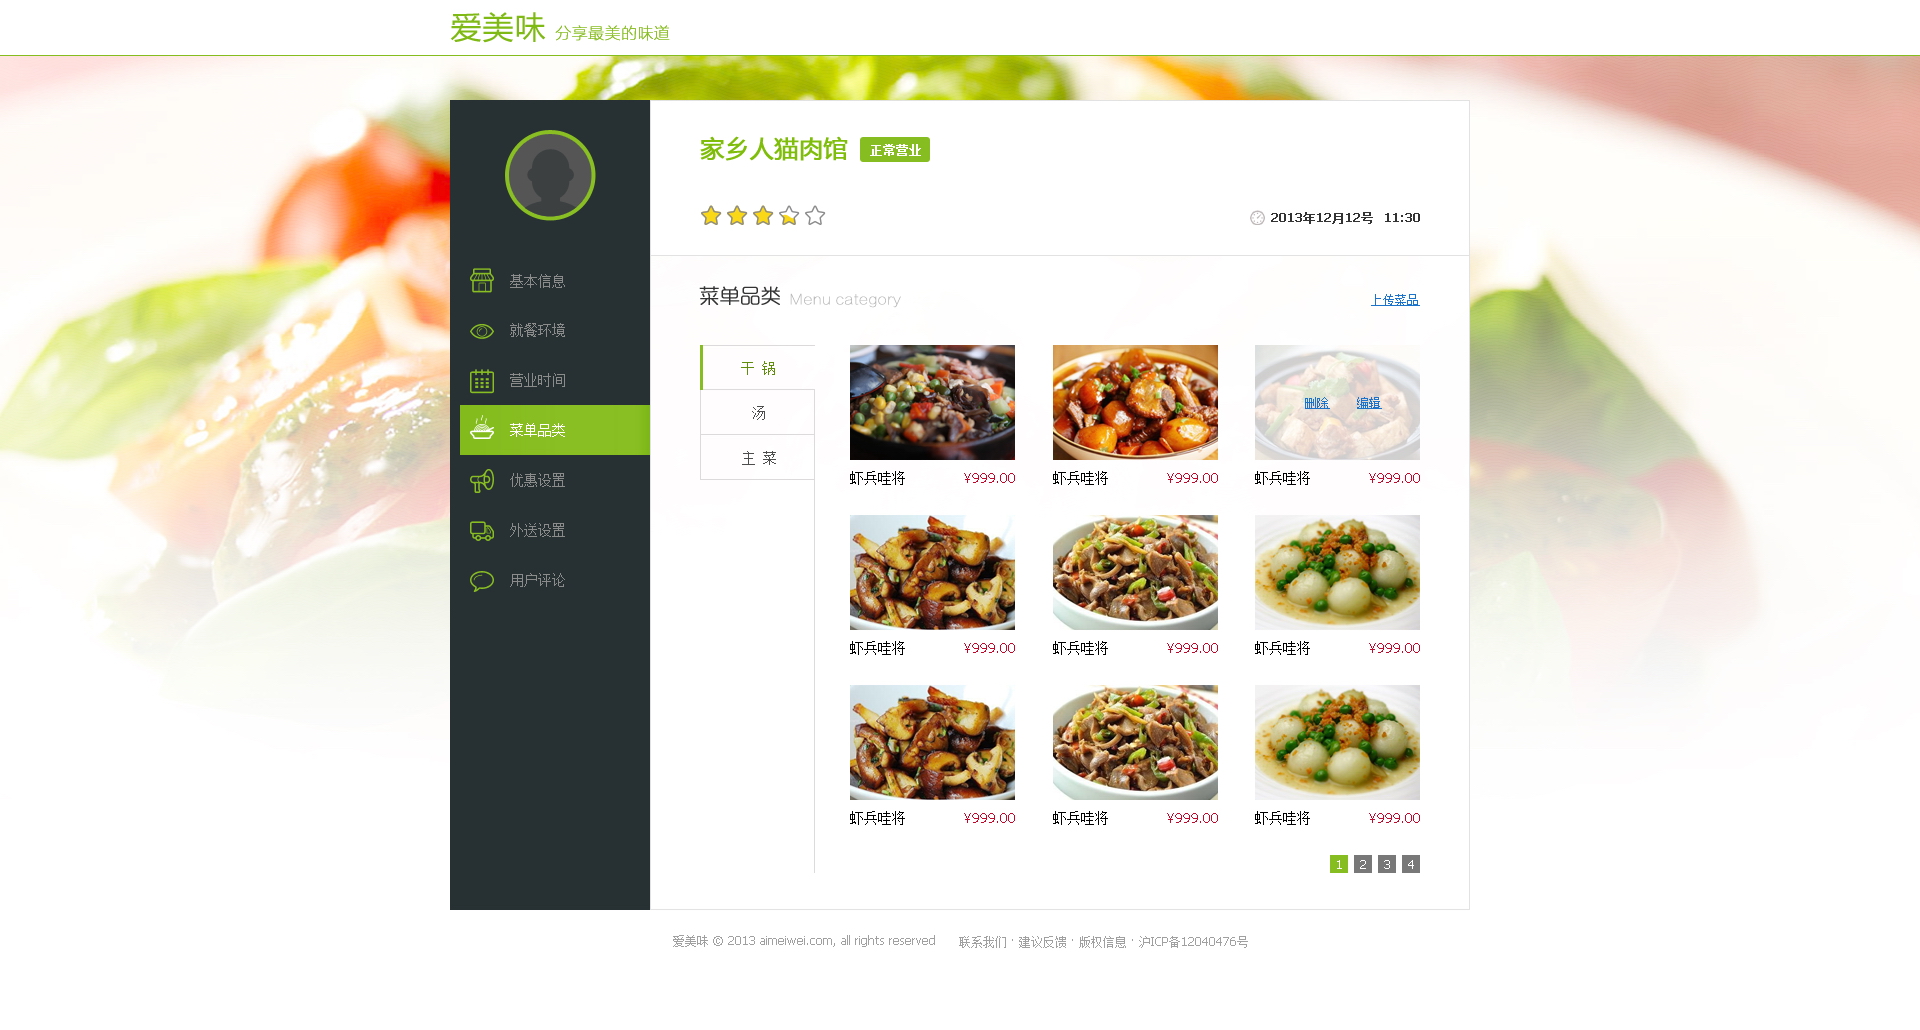 爱美味 分享最美的味道
家乡人猫肉馆 正常营业
2013年12月12号 11:30
基本信息
就餐环境
营业时间
菜单品类
优惠设置
外送设置
用户评论
菜单品类 Menu category
上传菜品
干 锅
汤
主 菜
删除 编辑
虾兵哇将 ¥999.00 虾兵哇将 ¥999.00 虾兵哇将 ¥999.00
虾兵哇将 ¥999.00 虾兵哇将 ¥999.00 虾兵哇将 ¥999.00
虾兵哇将 ¥999.00 虾兵哇将 ¥999.00 虾兵哇将 ¥999.00
1 2 3 4
爱美味 © 2013 aimeiwei.com, all rights reserved 联系我们 · 建议反馈 · 版权信息 · 沪ICP备12040476号